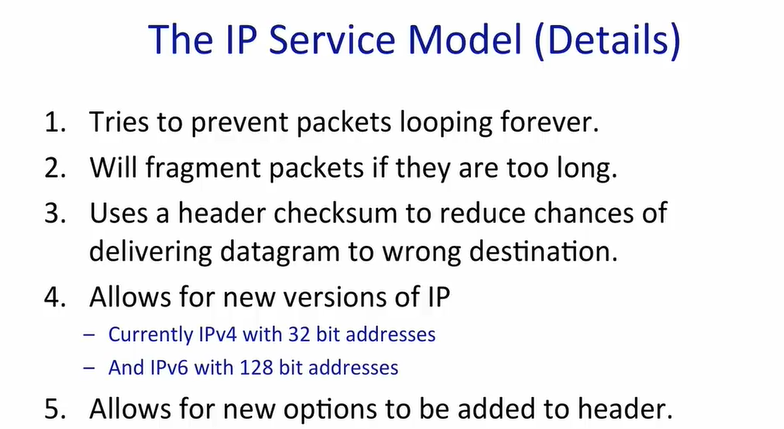 The IP Service Model (Details)
1. Tries to prevent packets looping forever.
2. Will fragment packets if they are too long.
3. Uses a header checksum to reduce chances of
delivering datagram to wrong destination.
4. Allows for new versions of IP
– Currently IPv4 with 32 bit addresses
– And IPv6 with 128 bit addresses
5. Allows for new options to be added to header.